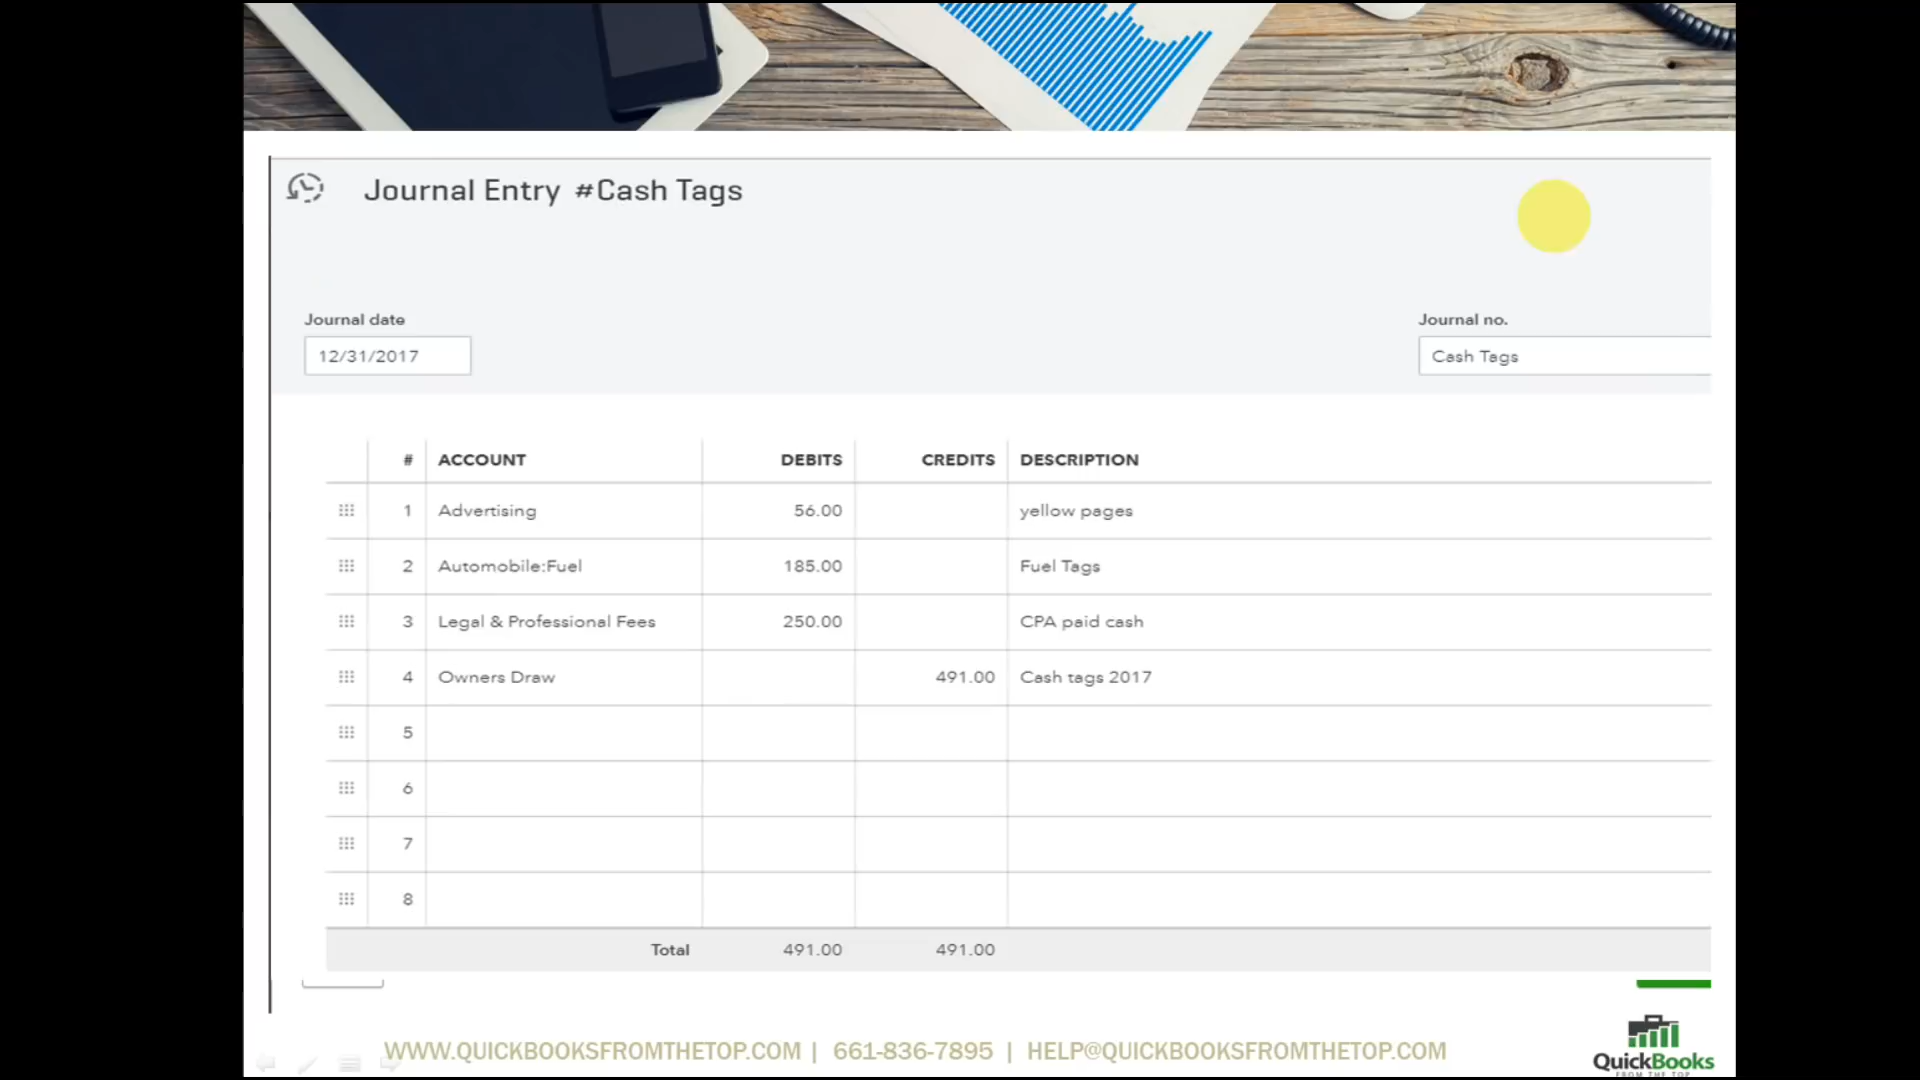 Journal Entry #Cash Tags
Journal date
Journal no.
12/31/2017
Cash Tags
# ACCOUNT DEBITS CREDITS DESCRIPTION
1 Advertising 56.00 yellow pages
2 Automobile:Fuel 185.00 Fuel Tags
3 Legal & Professional Fees 250.00 CPA paid cash
4 Owners Draw 491.00 Cash tags 2017
5
6
7
8
Total 491.00 491.00
WWW.QUICKBOOKSFROMTHETOP.COM | 661-836-7895 | HELP@QUICKBOOKSFROMTHETOP.COM
QuickBooks
FROM THE TOP